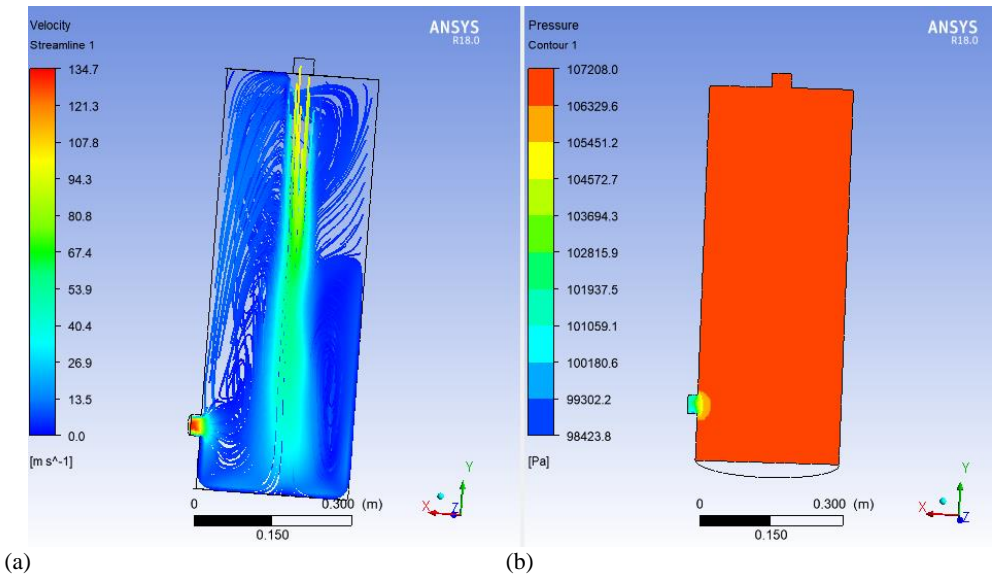 Velocity
Streamline 1
134.7
121.3
107.8
94.3
80.8
67.4
53.9
40.4
26.9
13.5
0.0
[m s^-1]
ANSYS
R18.0
0 0.300 (m)
0.150
Y
X Z
(a)
Pressure
Contour 1
107208.0
106329.6
105451.2
104572.7
103694.3
102815.9
101937.5
101059.1
100180.6
99302.2
98423.8
[Pa]
ANSYS
R18.0
0 0.300 (m)
0.150
Y
X
Z
(b)